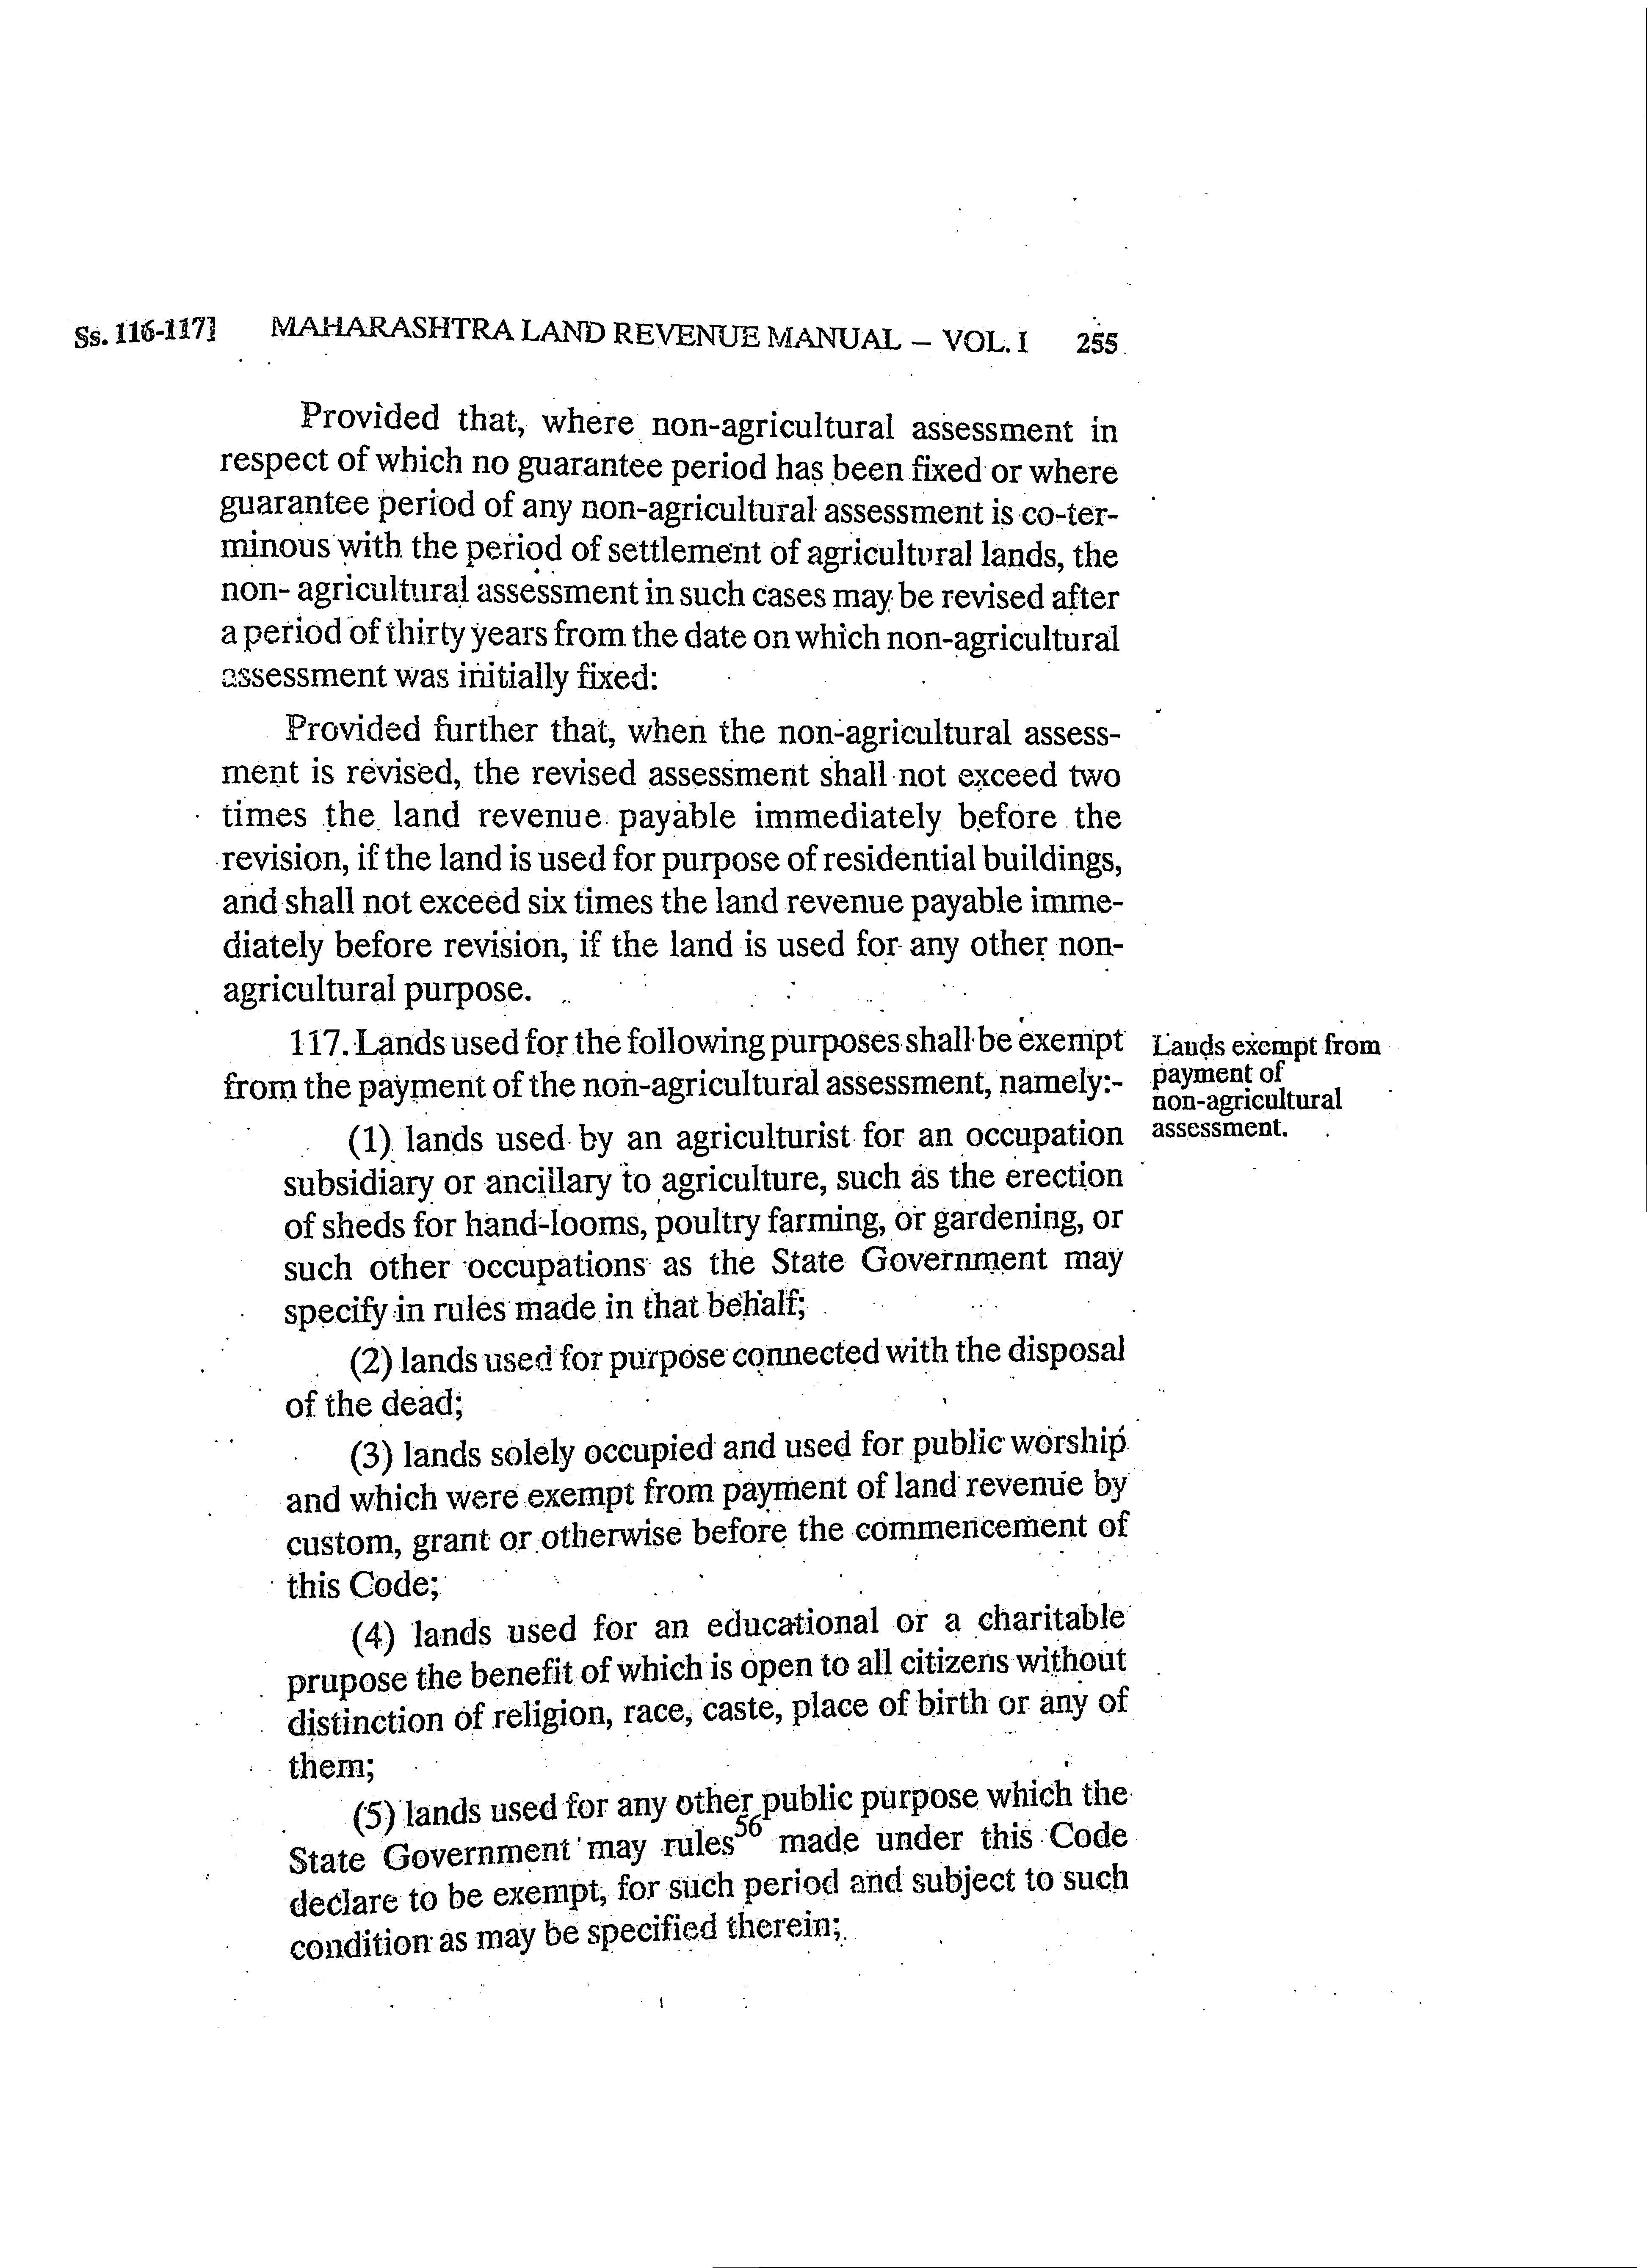 Ss. 116-117] MAHARASHTRA LAND REVENUE MANUAL – VOL. I 255
Provided that, where non-agricultural assessment in
respect of which no guarantee period has been fixed or where
guarantee period of any non-agricultural assessment is co-ter-
minous with the period of settlement of agricultural lands, the
non- agricultural assessment in such cases may be revised after
a period of thirty years from the date on which non-agricultural
assessment was initially fixed:
Provided further that, when the non-agricultural assess-
ment is revised, the revised assessment shall not exceed two
times the land revenue payable immediately before the
revision, if the land is used for purpose of residential buildings,
and shall not exceed six times the land revenue payable imme-
diately before revision, if the land is used for any other non-
agricultural purpose.
117. Lands used for the following purposes shall be exempt
from the payment of the non-agricultural assessment, namely:-
Lands exempt from
payment of
non-agricultural
assessment.
(1) lands used by an agriculturist for an occupation
subsidiary or ancillary to agriculture, such as the erection
of sheds for hand-looms, poultry farming, or gardening, or
such other occupations as the State Government may
specify in rules made in that behalf;
(2) lands used for purpose connected with the disposal
of the dead;
(3) lands solely occupied and used for public worship
and which were exempt from payment of land revenue by
custom, grant or otherwise before the commencement of
this Code;
(4) lands used for an educational or a charitable
prupose the benefit of which is open to all citizens without
distinction of religion, race, caste, place of birth or any of
them;
(5) lands used for any other public purpose which the
State Government may rules56 made under this Code
declare to be exempt, for such period and subject to such
condition as may be specified therein;